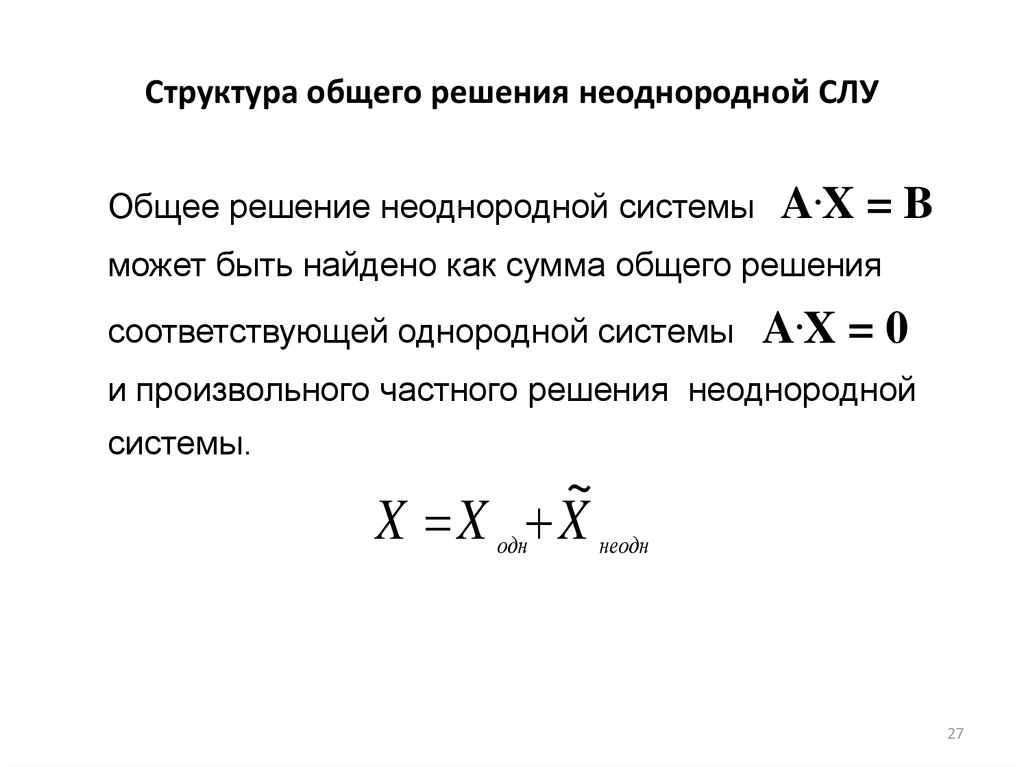 Структура общего решения неоднородной СЛУ
Общее решение неоднородной системы A·X = B
может быть найдено как сумма общего решения
соответствующей однородной системы A·X = 0
и произвольного частного решения неоднородной
системы.
X = X одн + X̃ неодн
27